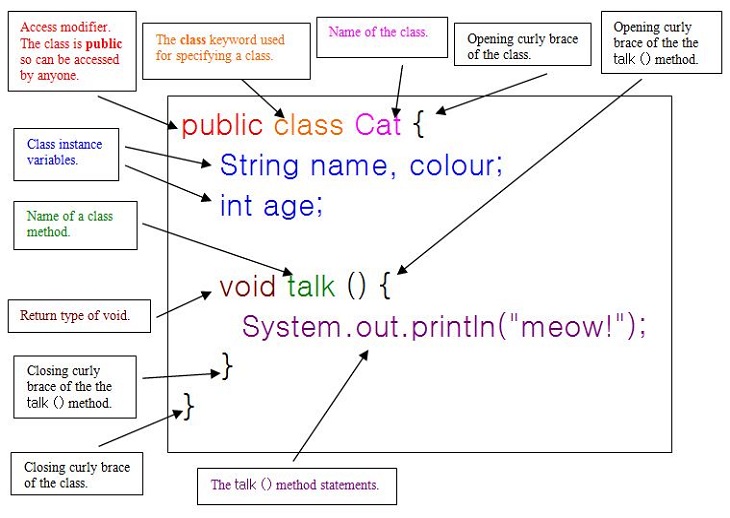 Access modifier.
The class is public
so can be accessed
by anyone.
The class keyword used
for specifying a class.
Name of the class.
Opening curly brace
of the class.
Opening curly
brace of the the
talk () method.
public class Cat {
Class instance
variables.
String name, colour;
int age;
Name of a class
method.
void talk () {
Return type of void.
System.out.println("meow!");
Closing curly
brace of the the
talk () method.
}
}
Closing curly brace
of the class.
The talk () method statements.